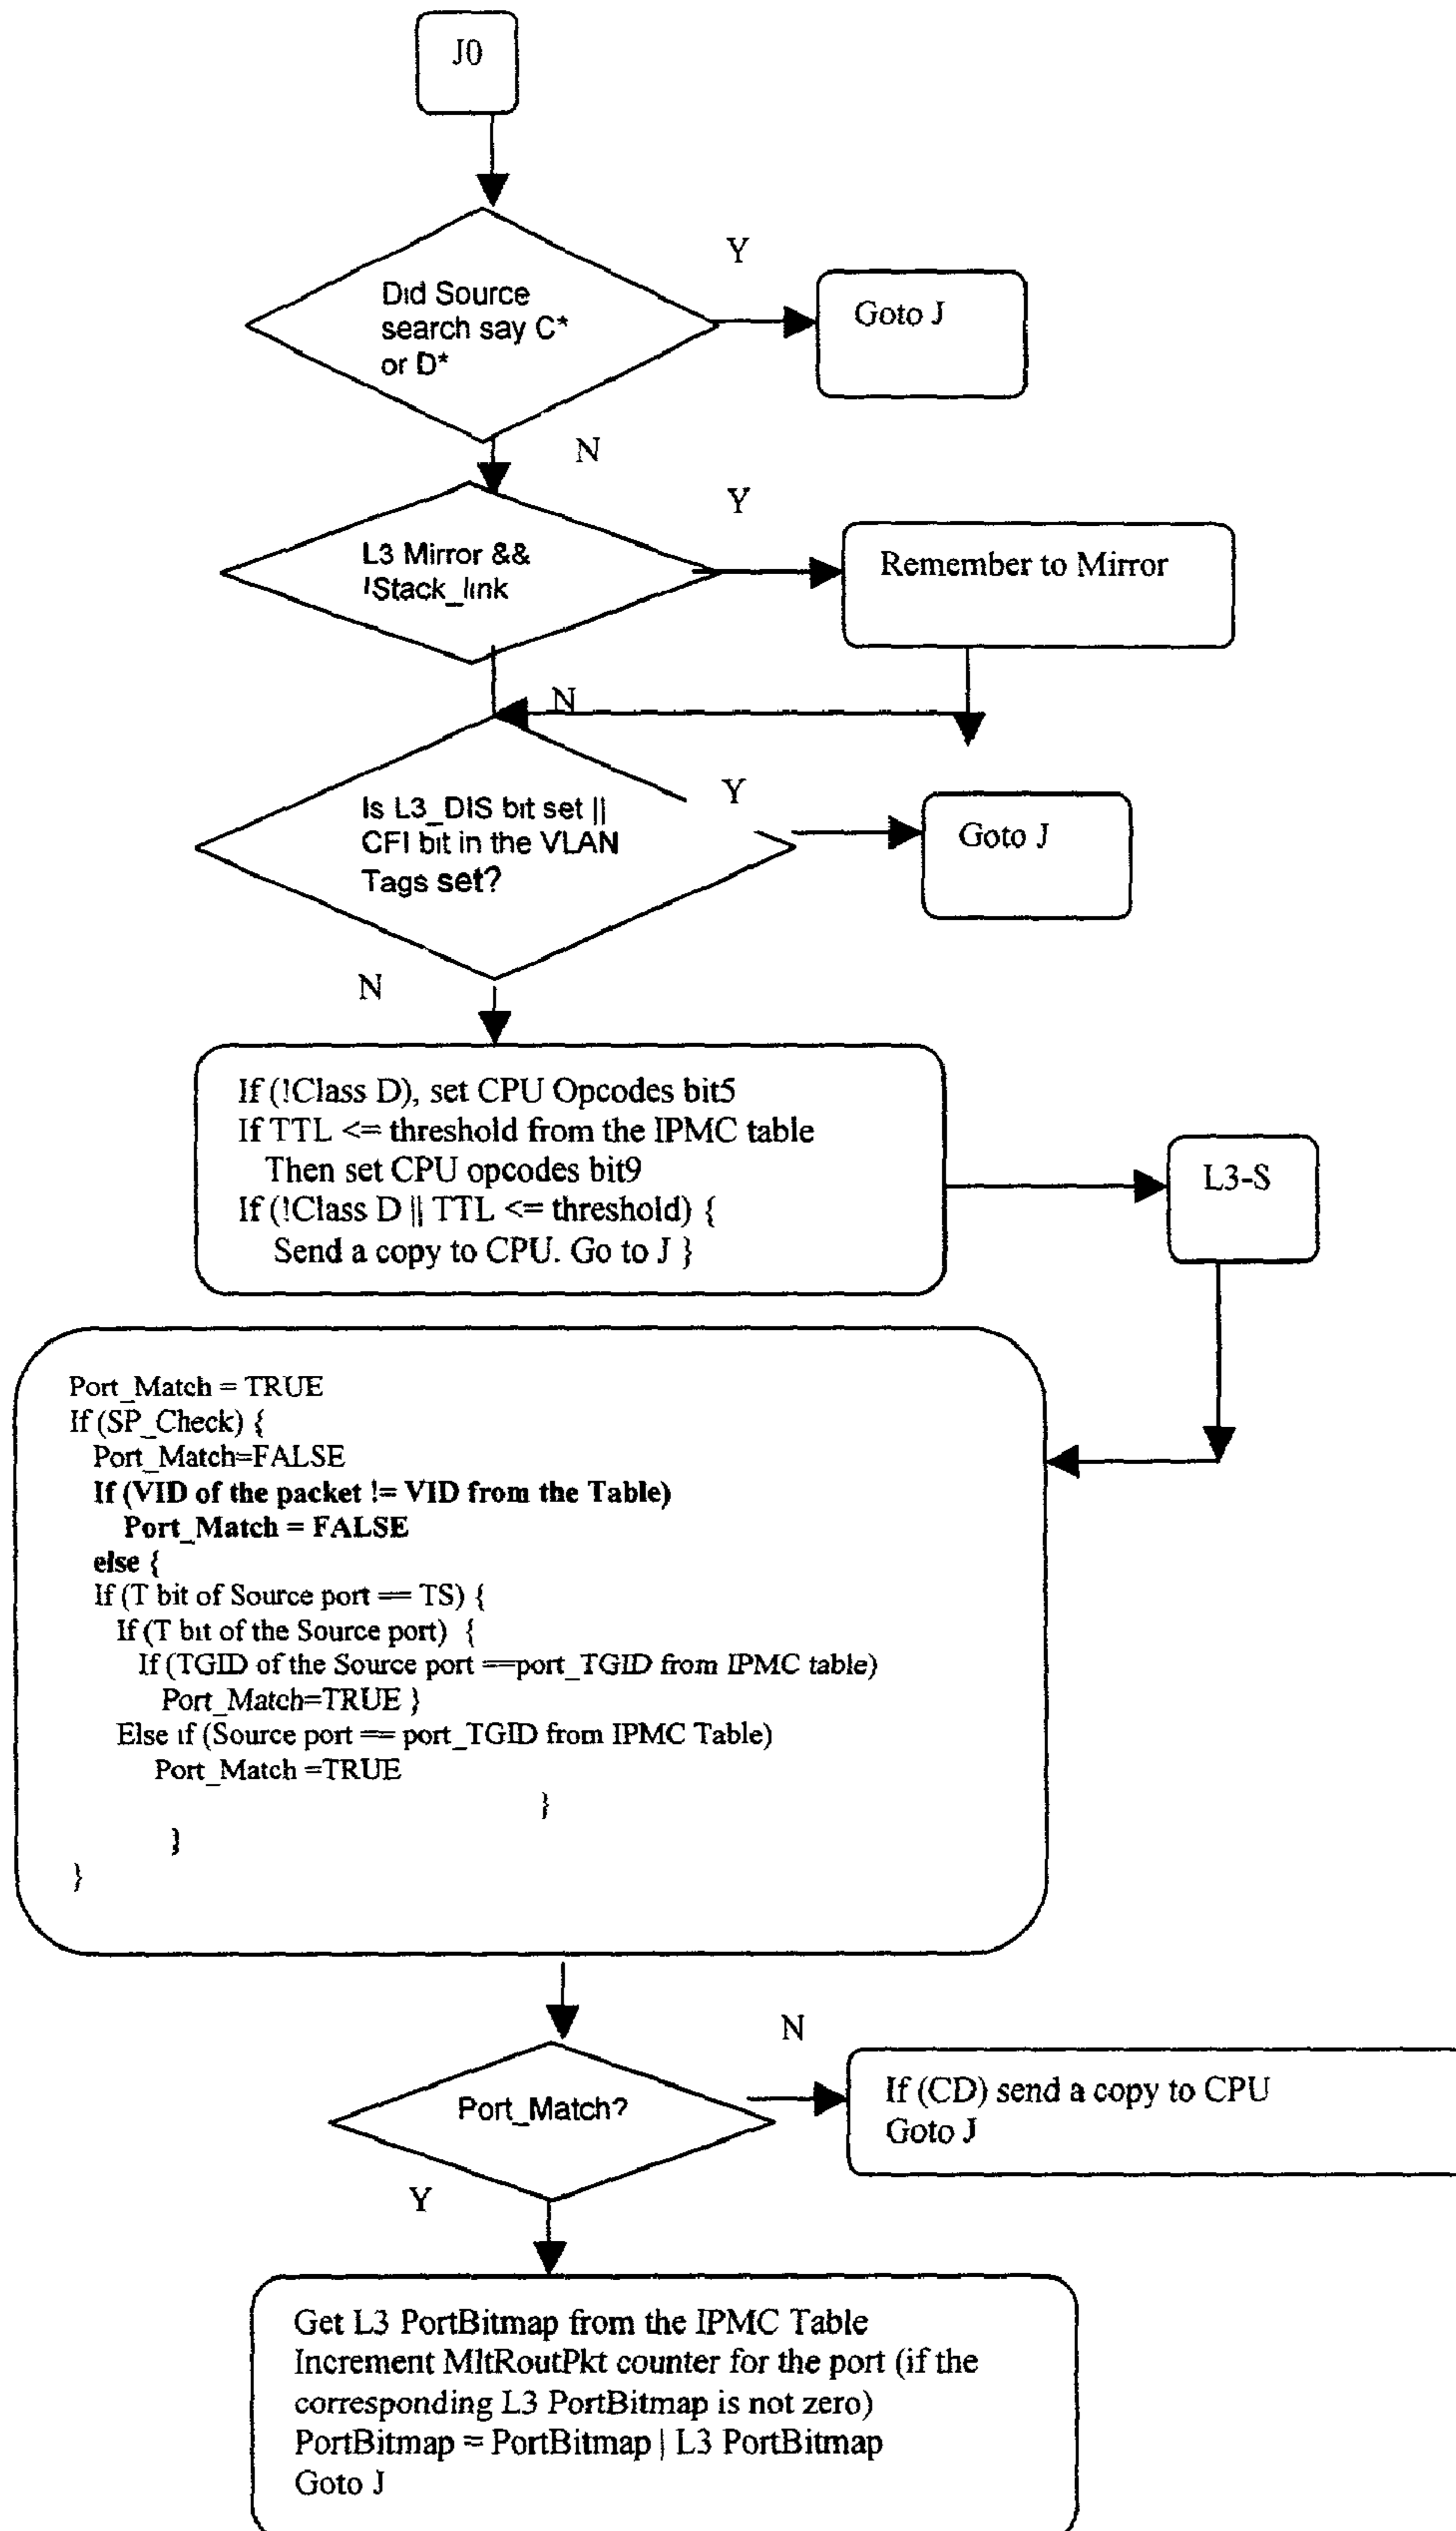 J0
Did Source
search say C*
or D*
Y
Goto J
N
L3 Mirror &&
!Stack_link
Y
Remember to Mirror
N
Is L3_DIS bit set ||
CFI bit in the VLAN
Tags set?
Y
Goto J
N
If (!Class D), set CPU Opcodes bit5
If TTL <= threshold from the IPMC table
Then set CPU opcodes bit9
If (!Class D || TTL <= threshold) {
Send a copy to CPU. Go to J }
L3-S
Port_Match = TRUE
If (SP_Check) {
Port_Match=FALSE
If (VID of the packet != VID from the Table)
Port_Match = FALSE
else {
If (T bit of Source port == TS) {
If (T bit of the Source port) {
If (TGID of the Source port ==port_TGID from IPMC table)
Port_Match=TRUE }
Else if (Source port == port_TGID from IPMC Table)
Port_Match =TRUE
}
}
}
Port_Match?
N
If (CD) send a copy to CPU
Goto J
Y
Get L3 PortBitmap from the IPMC Table
Increment MltRoutPkt counter for the port (if the
corresponding L3 PortBitmap is not zero)
PortBitmap = PortBitmap | L3 PortBitmap
Goto J